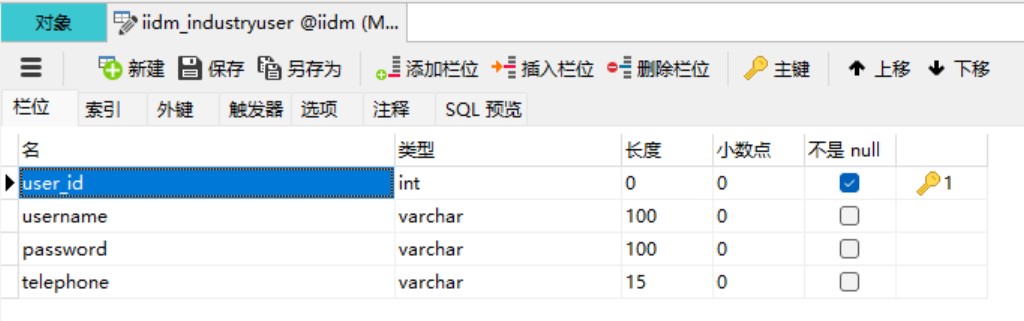 对象 iidm_industryuser @iidm (M...
新建 保存 另存为 添加栏位 插入栏位 删除栏位 主键 上移 下移
栏位 索引 外键 触发器 选项 注释 SQL 预览
名 类型 长度 小数点 不是 null
user_id int 0 0 1
username varchar 100 0
password varchar 100 0
telephone varchar 15 0